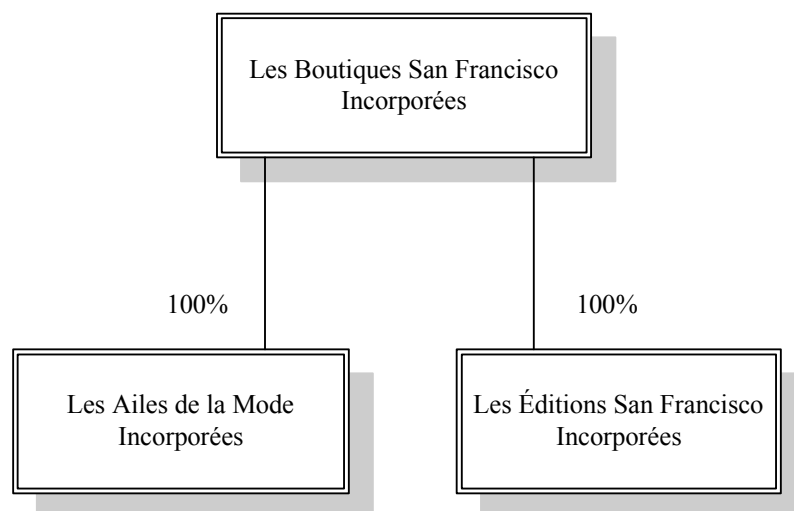 Les Boutiques San Francisco
Incorporées
100%
100%
Les Ailes de la Mode
Incorporées
Les Éditions San Francisco
Incorporées